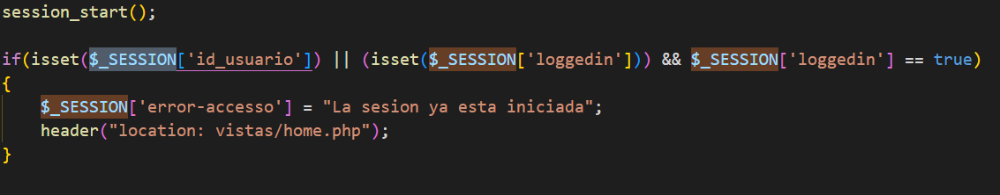 session_start();
if(isset($_SESSION['id_usuario']) || (isset($_SESSION['loggedin'])) && $_SESSION['loggedin'] == true)
{
$_SESSION['error-accesso'] = "La sesion ya esta iniciada";
header("location: vistas/home.php");
}